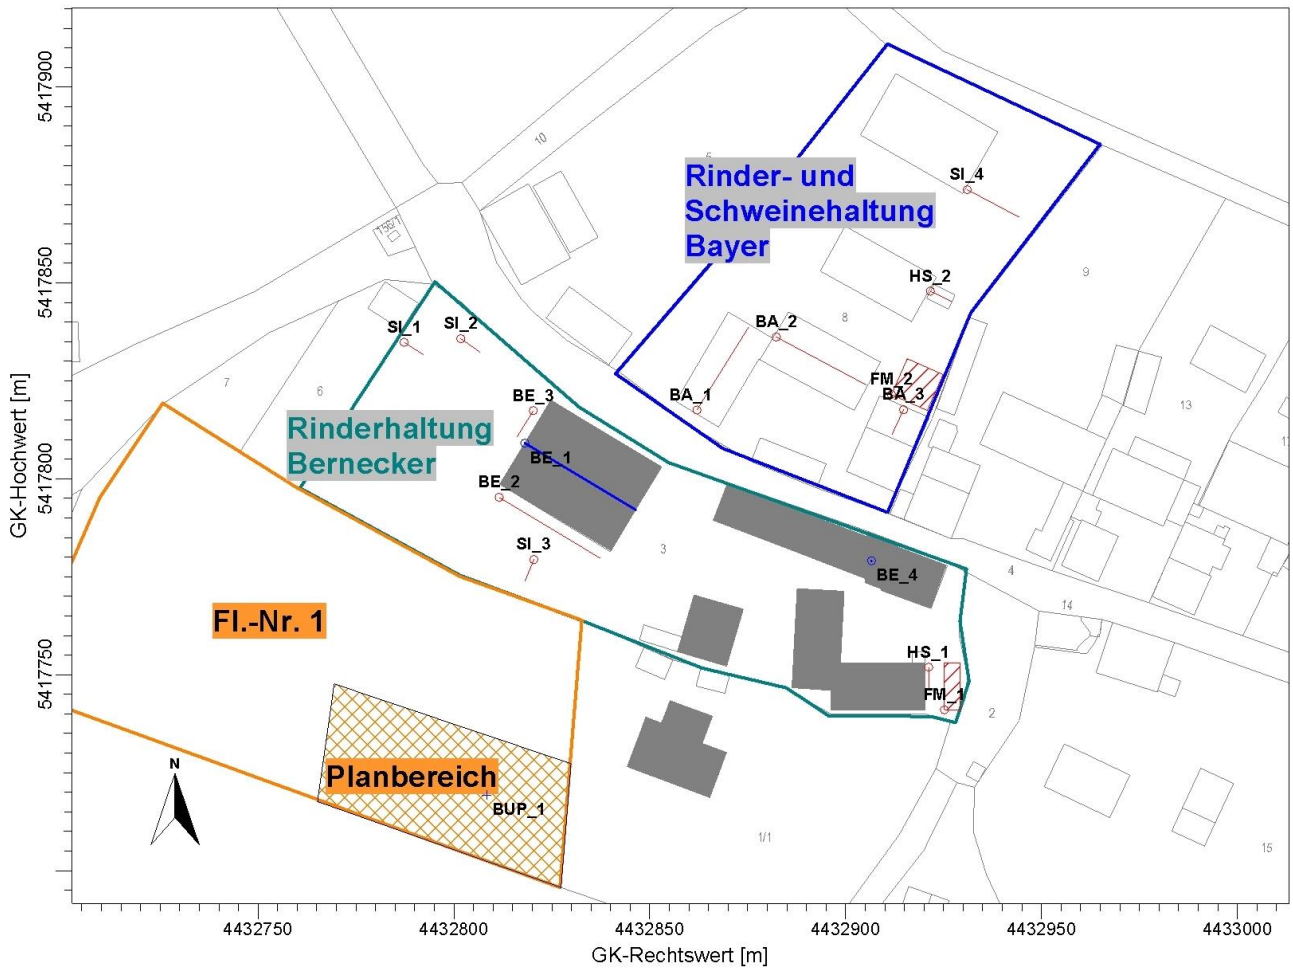 10
5
156/1
SI_4
Rinder- und
Schweinehaltung
Bayer
9
HS_2
8
SI_1
SI_2
BA_2
7
6
FM_2
BA_1
BA_3
13
BE_3
Rinderhaltung
Bernecker
BE_1
BE_2
SI_3
3
BE_4
4
14
Fl.-Nr. 1
HS_1
FM_1
2
Planbereich
BUP_1
N
1/1
15
5417900
5417850
5417800
5417750
GK-Hochwert [m]
4432750
4432800
4432850
4432900
4432950
4433000
GK-Rechtswert [m]